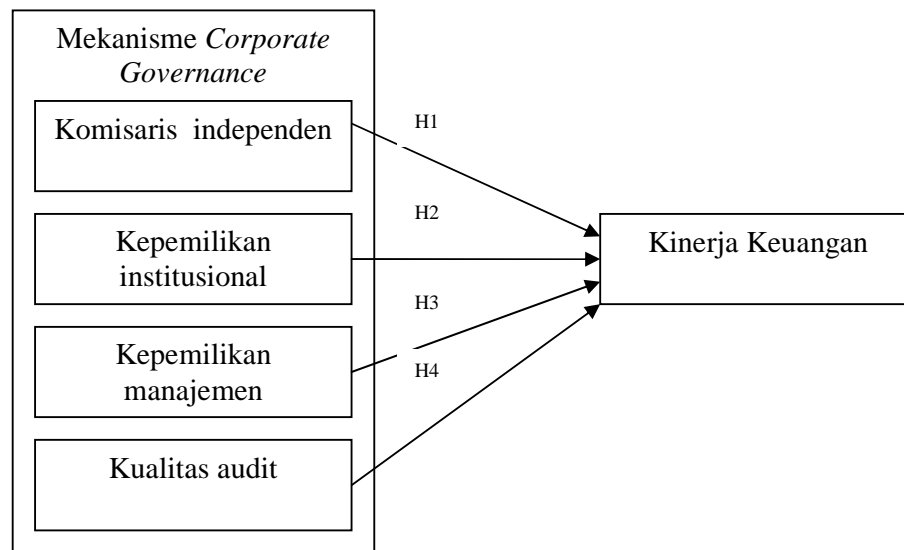 Mekanisme Corporate
Governance
Komisaris independen
H1
Kepemilikan
institusional
H2
Kinerja Keuangan
Kepemilikan
manajemen
H3
H4
Kualitas audit